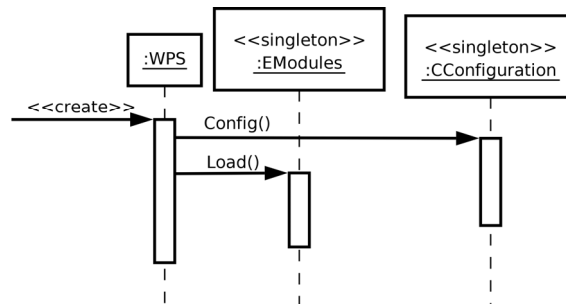 :WPS
<<singleton>>
:EModules
<<singleton>>
:CConfiguration
<<create>>
Config()
Load()